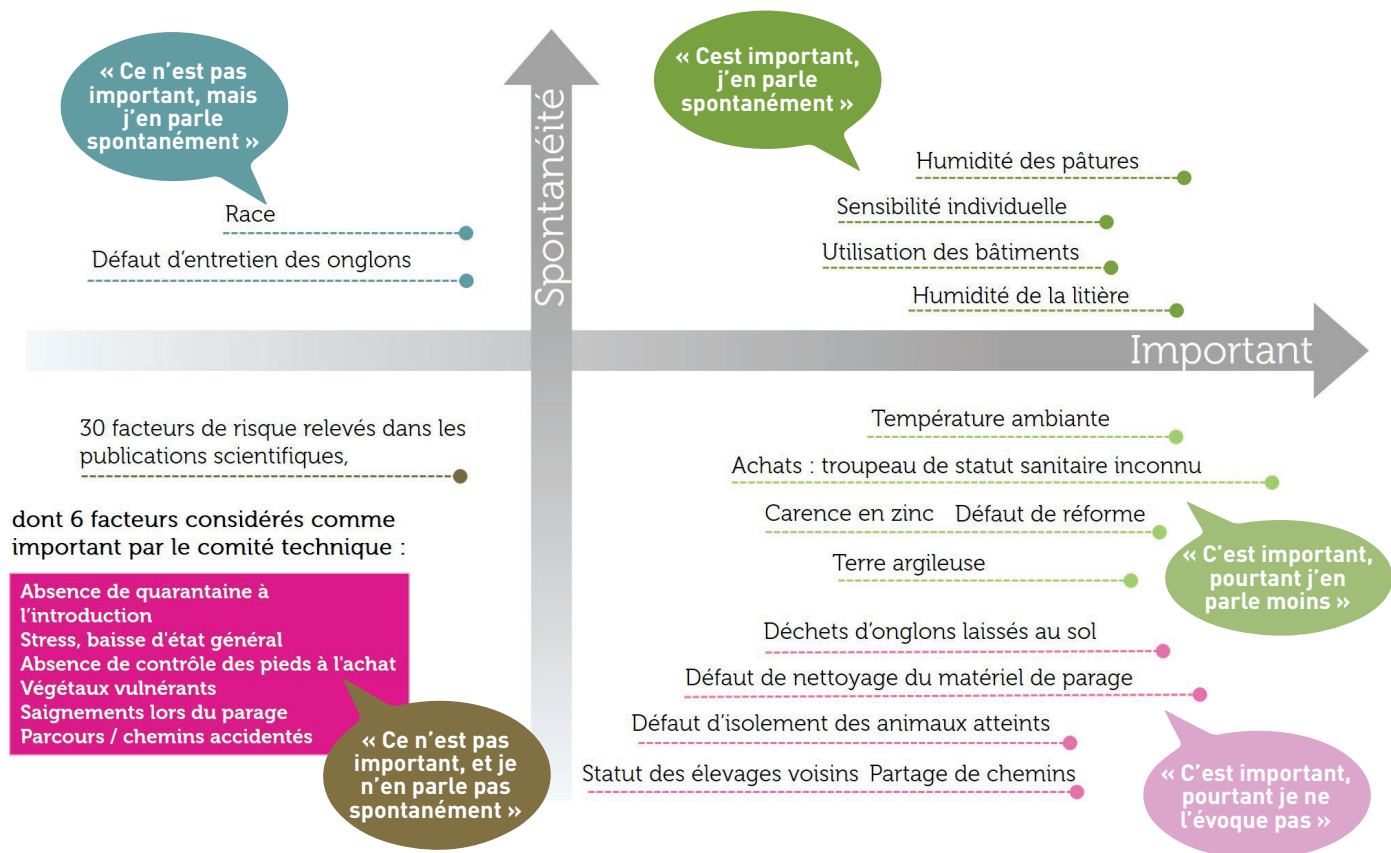 « Ce n’est pas
important, mais
j’en parle
spontanément »
Race
Défaut d’entretien des onglons
Spontanéité
« Cest important,
j’en parle
spontanément »
Humidité des pâtures
Sensibilité individuelle
Utilisation des bâtiments
Humidité de la litière
Important
30 facteurs de risque relevés dans les
publications scientifiques,
dont 6 facteurs considérés comme
important par le comité technique :
Absence de quarantaine à
l’introduction
Stress, baisse d'état général
Absence de contrôle des pieds à l'achat
Végétaux vulnérants
Saignements lors du parage
Parcours / chemins accidentés
« Ce n’est pas
important, et je
n’en parle pas
spontanément »
Température ambiante
Achats : troupeau de statut sanitaire inconnu
Carence en zinc Défaut de réforme
Terre argileuse
« C’est important,
pourtant j’en
parle moins »
Déchets d’onglons laissés au sol
Défaut de nettoyage du matériel de parage
Défaut d’isolement des animaux atteints
Statut des élevages voisins Partage de chemins
« C’est important,
pourtant je ne
l’évoque pas »